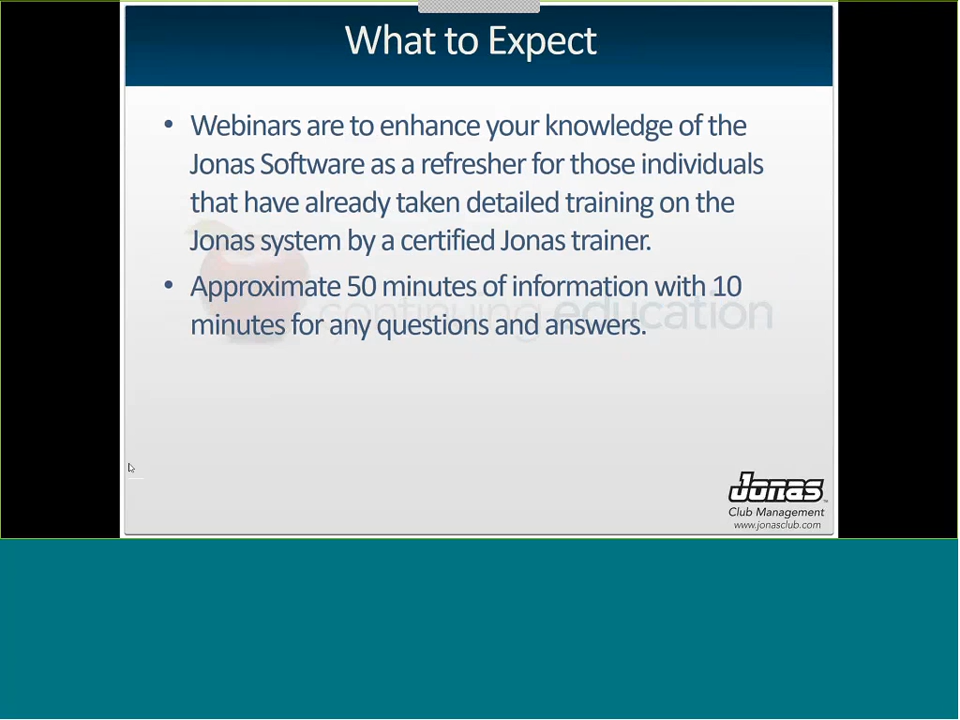 What to Expect
• Webinars are to enhance your knowledge of the
Jonas Software as a refresher for those individuals
that have already taken detailed training on the
Jonas system by a certified Jonas trainer.
• Approximate 50 minutes of information with 10
minutes for any questions and answers.
continuing education
Jonas
Club Management
www.jonasclub.com